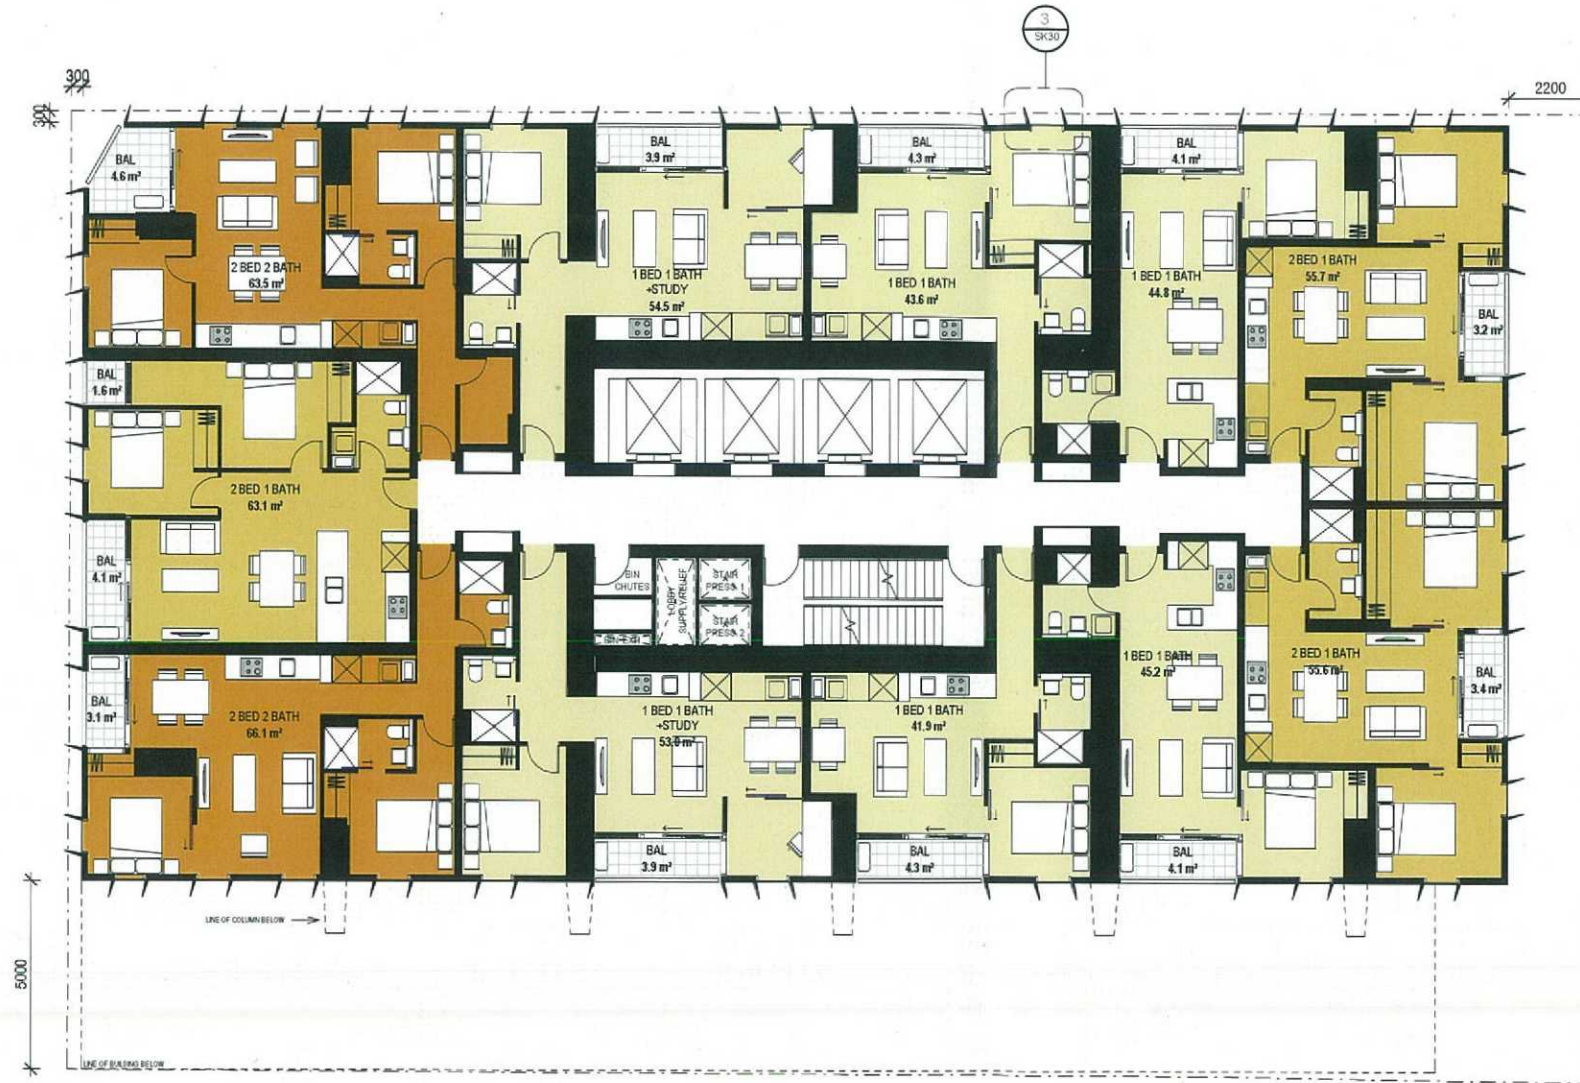 3
SK30
300
300
2200
BAL
4.6 m²
BAL
3.9 m²
BAL
4.3 m²
BAL
4.1 m²
2 BED 2 BATH
63.5 m²
1 BED 1 BATH
+STUDY
54.5 m²
1 BED 1 BATH
43.6 m²
1 BED 1 BATH
44.8 m²
2 BED 1 BATH
55.7 m²
BAL
3.2 m²
BAL
1.6 m²
2 BED 1 BATH
63.1 m²
BAL
4.1 m²
BIN
CHUTES
LOBBY
SUPPLY/RELIEF
STAIR
PRESS 1
STAIR
PRESS 2
BIN EXH
BAL
3.1 m²
2 BED 2 BATH
66.1 m²
1 BED 1 BATH
+STUDY
53.0 m²
1 BED 1 BATH
41.9 m²
1 BED 1 BATH
45.2 m²
2 BED 1 BATH
55.6 m²
BAL
3.4 m²
BAL
3.9 m²
BAL
4.3 m²
BAL
4.1 m²
LINE OF COLUMN BELOW
5000
LINE OF BUILDING BELOW